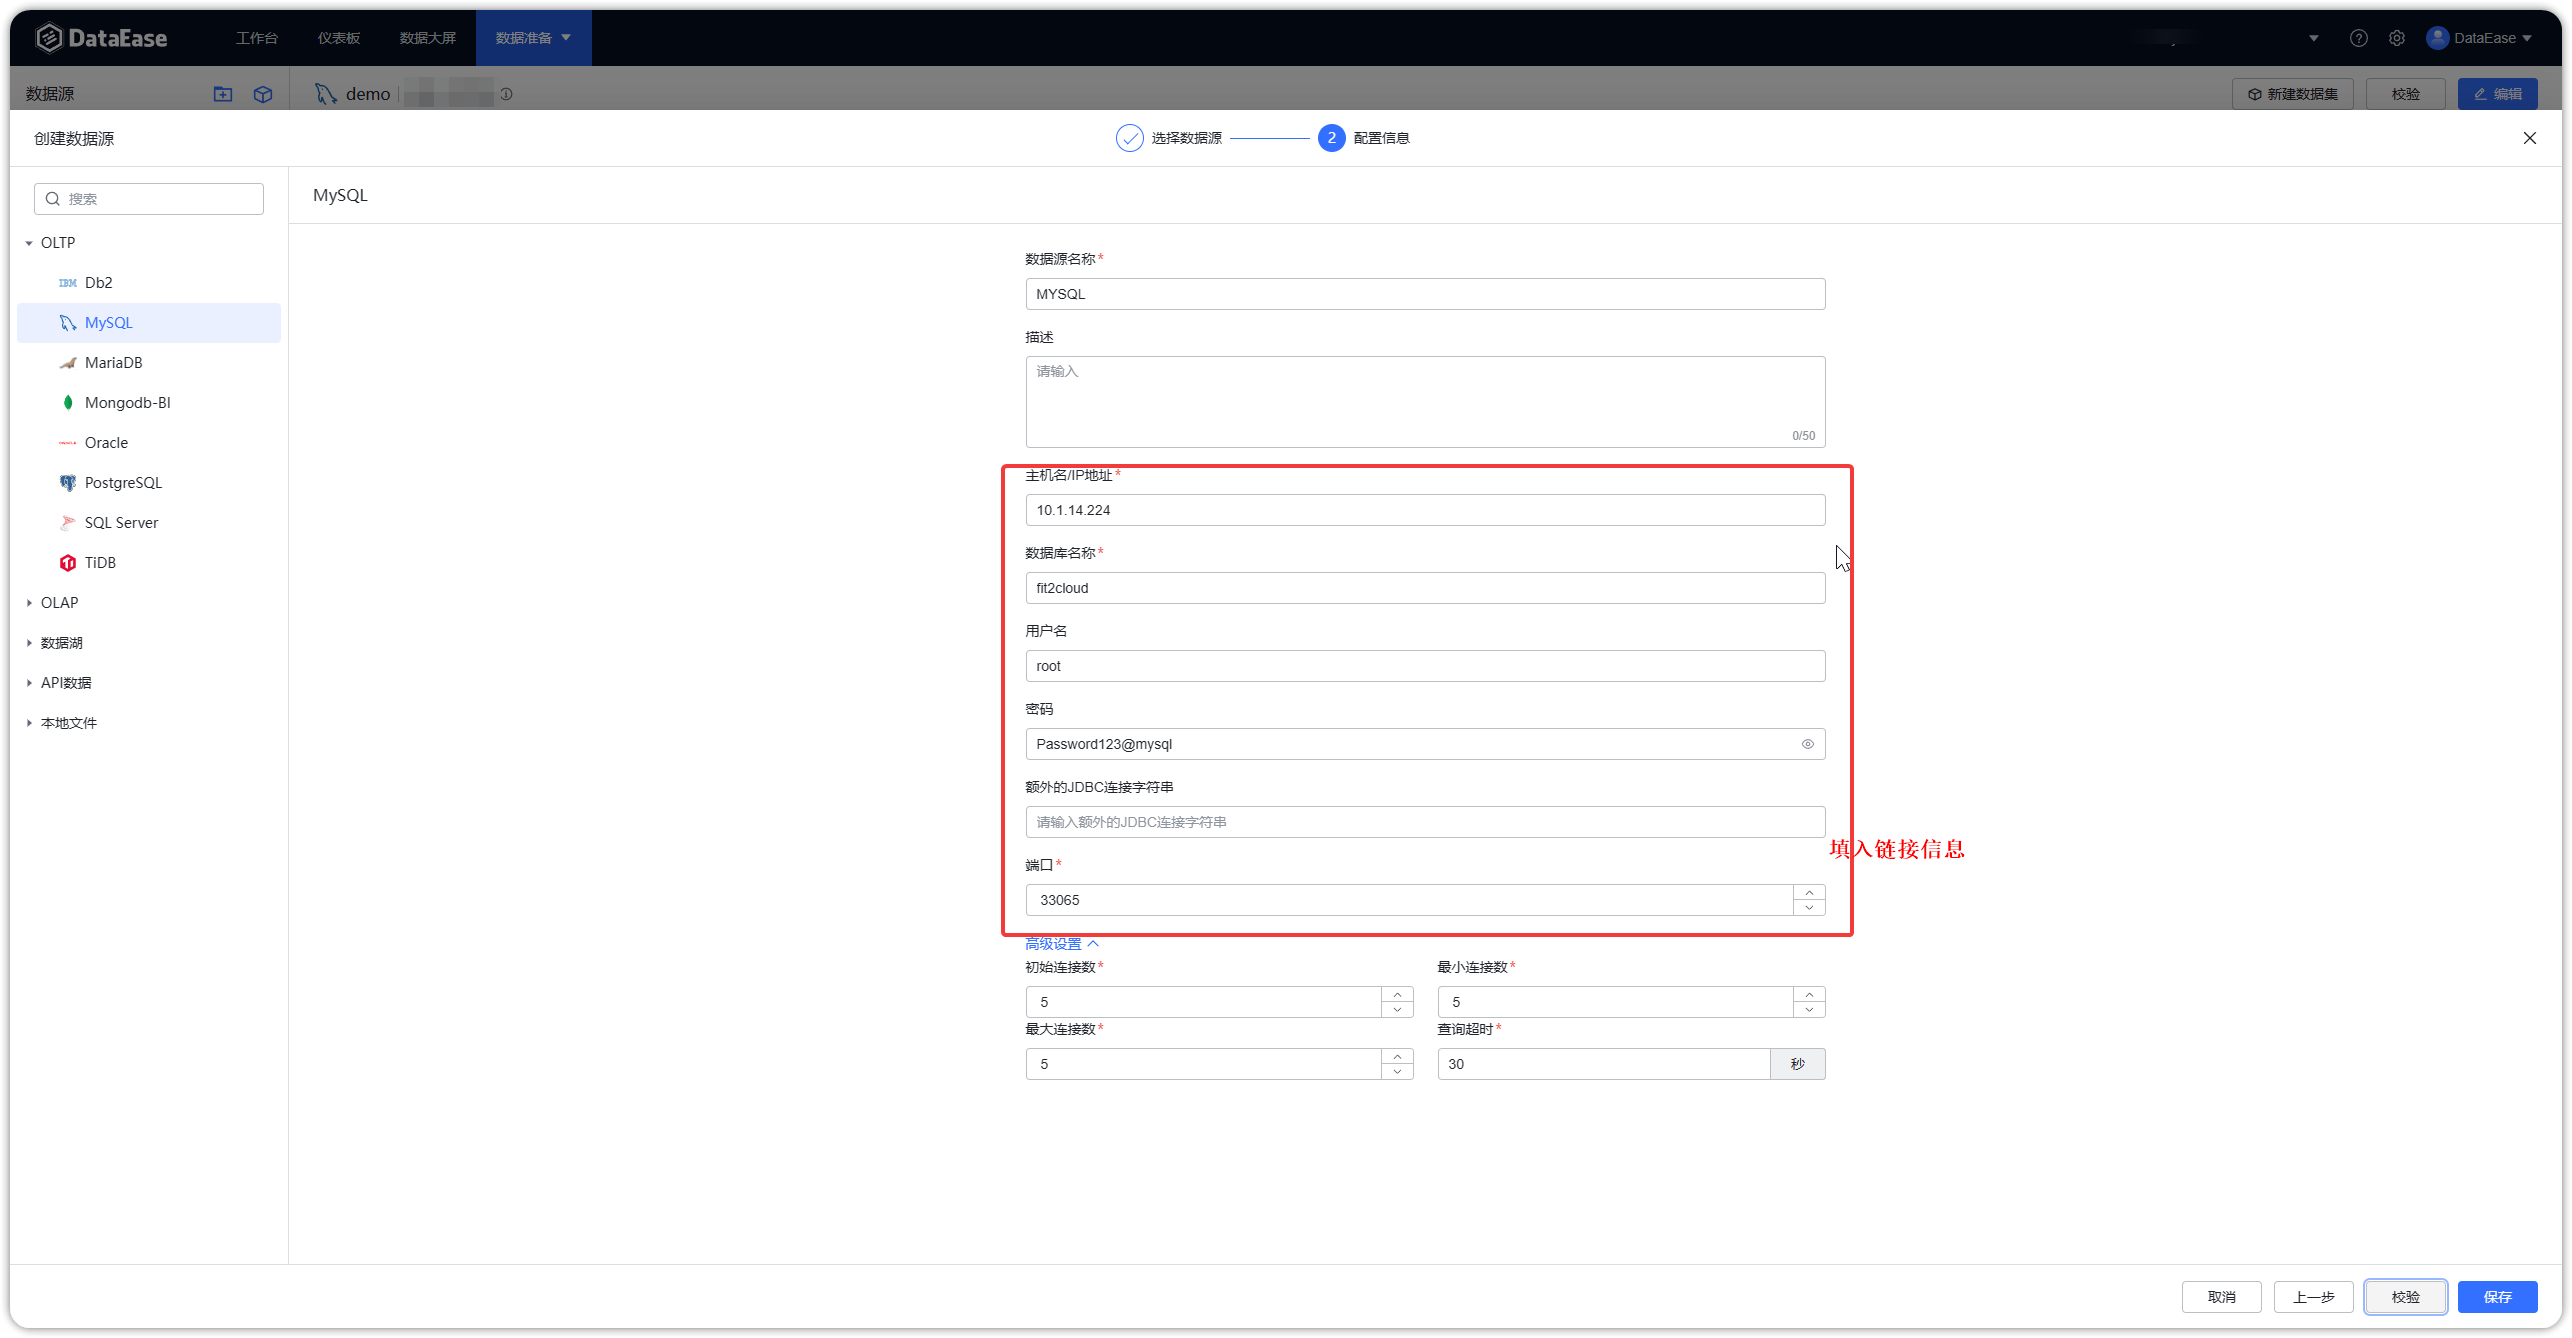 DataEase 工作台 仪表板 数据大屏 数据准备 DataEase
数据源 demo 新建数据集 校验 编辑
创建数据源 选择数据源 2 配置信息
搜索
OLTP
IBM Db2
MySQL
MariaDB
Mongodb-BI
Oracle
PostgreSQL
SQL Server
TiDB
OLAP
数据湖
API数据
本地文件
MySQL
数据源名称*
MYSQL
描述
请输入
0/50
主机名/IP地址*
10.1.14.224
数据库名称*
fit2cloud
用户名
root
密码
Password123@mysql
额外的JDBC连接字符串
请输入额外的JDBC连接字符串
填入链接信息
端口*
33065
高级设置
初始连接数* 最小连接数*
5 5
最大连接数* 查询超时*
5 30 秒
取消 上一步 校验 保存